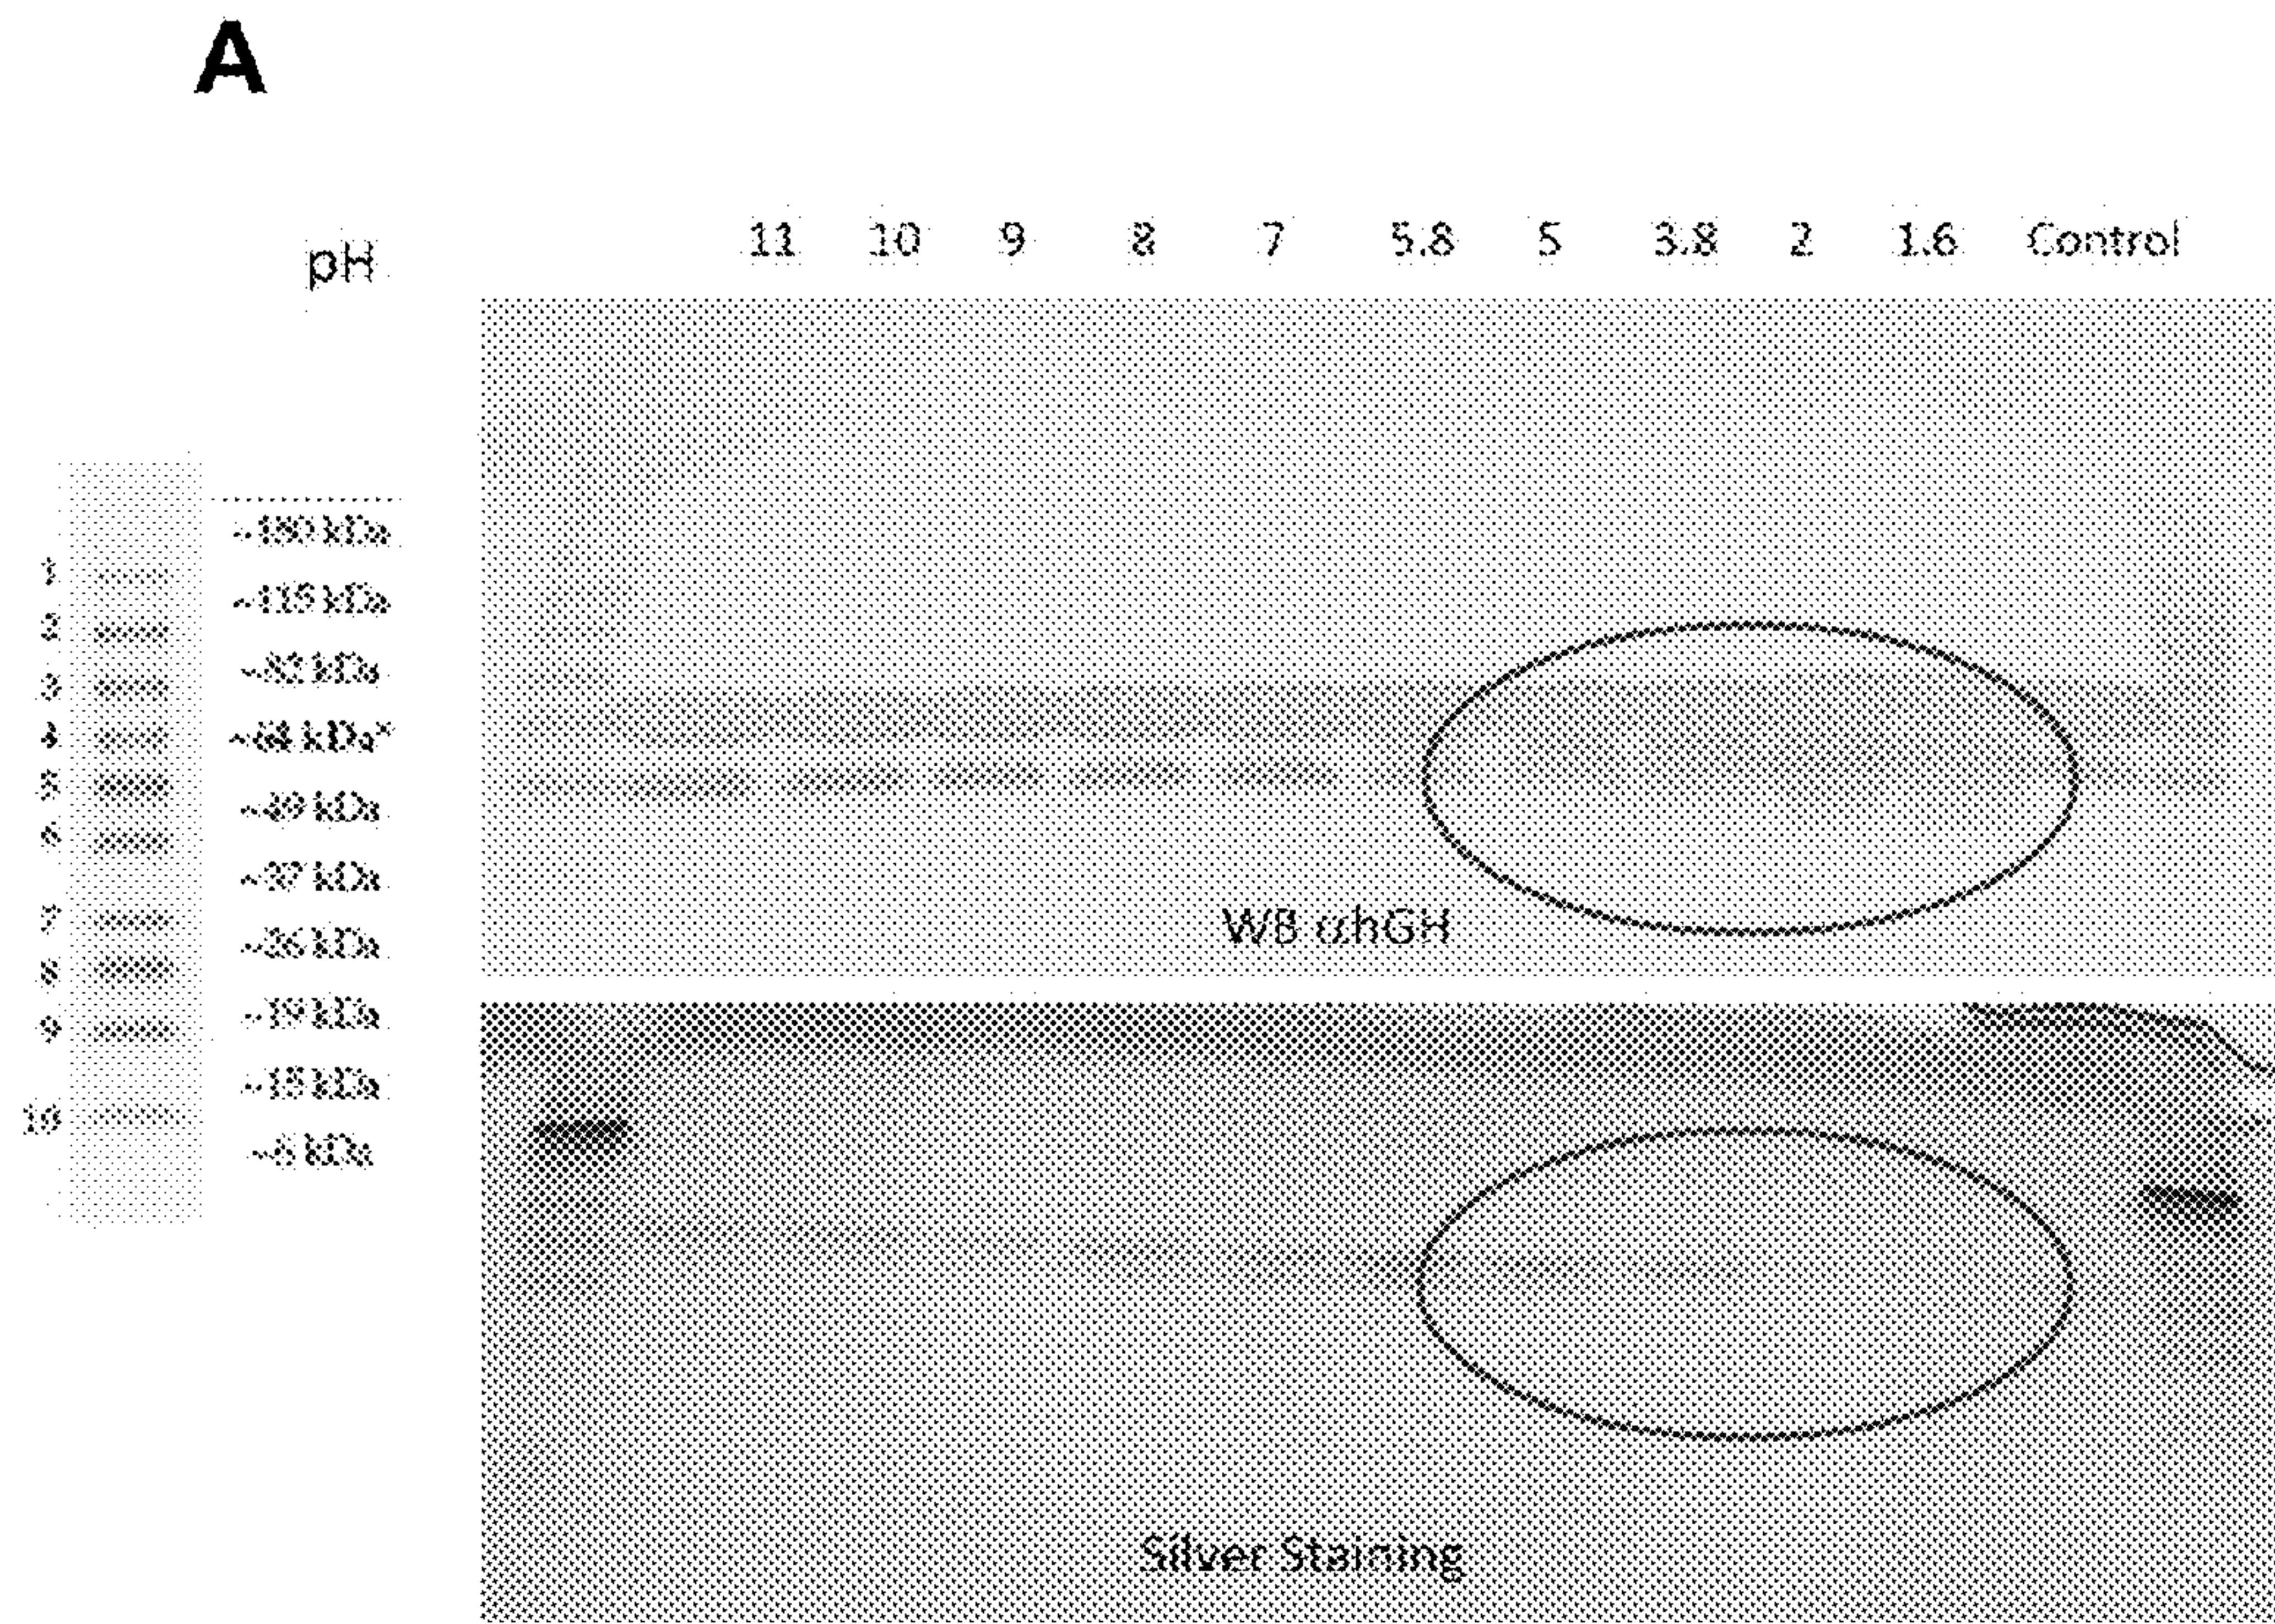 A
pH 11 10 9 8 7 5.8 5 3.8 2 1.6 Control
~180 kDa
1
~115 kDa
2
~82 kDa
3
4 ~64 kDa*
5
~49 kDa
6
~37 kDa
7
~26 kDa
8
~19 kDa
9
~15 kDa
10
~6 kDa
WB αhGH
Silver Staining